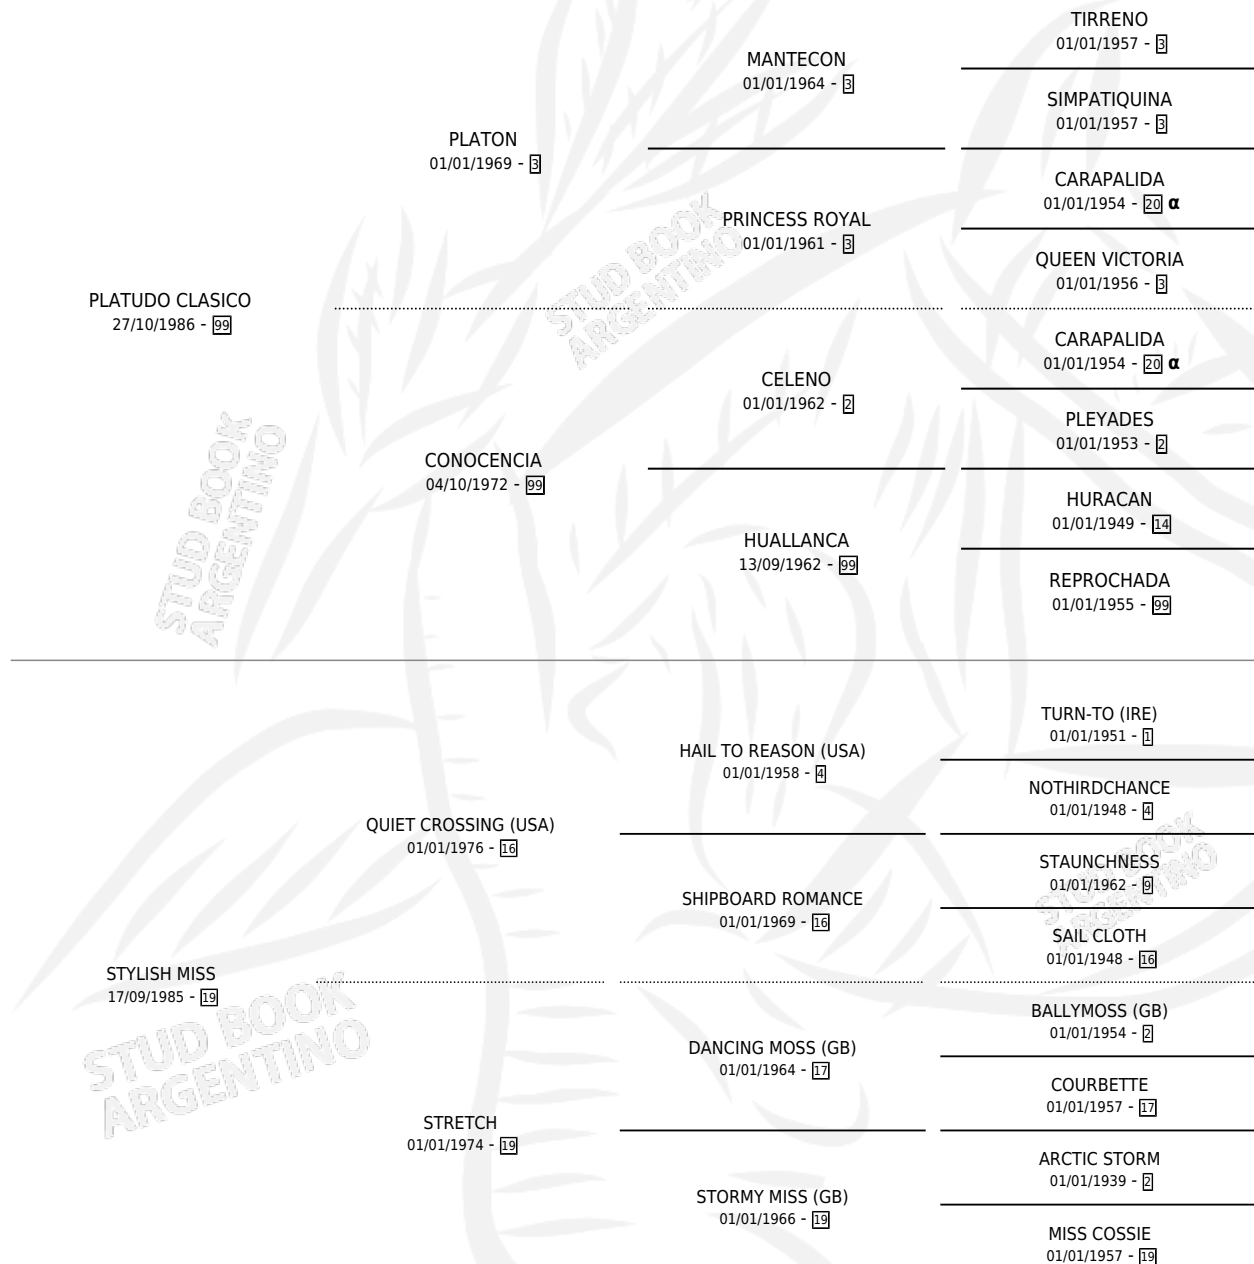 TIRRENO
01/01/1957 - 3
MANTECON
01/01/1964 - 3
SIMPATIQUINA
01/01/1957 - 3
PLATON
01/01/1969 - 3
CARAPALIDA
01/01/1954 - 20 α
PRINCESS ROYAL
01/01/1961 - 3
QUEEN VICTORIA
01/01/1956 - 3
PLATUDO CLASICO
27/10/1986 - 99
CARAPALIDA
01/01/1954 - 20 α
CELENO
01/01/1962 - 2
PLEYADES
01/01/1953 - 2
CONOCENCIA
04/10/1972 - 99
HURACAN
01/01/1949 - 14
HUALLANCA
13/09/1962 - 99
REPROCHADA
01/01/1955 - 99
TURN-TO (IRE)
01/01/1951 - 1
HAIL TO REASON (USA)
01/01/1958 - 4
NOTHIRDCHANCE
01/01/1948 - 4
QUIET CROSSING (USA)
01/01/1976 - 16
STAUNCHNESS
01/01/1962 - 9
SHIPBOARD ROMANCE
01/01/1969 - 16
SAIL CLOTH
01/01/1948 - 16
STYLISH MISS
17/09/1985 - 19
BALLYMOSS (GB)
01/01/1954 - 2
DANCING MOSS (GB)
01/01/1964 - 17
COURBETTE
01/01/1957 - 17
STRETCH
01/01/1974 - 19
ARCTIC STORM
01/01/1939 - 2
STORMY MISS (GB)
01/01/1966 - 19
MISS COSSIE
01/01/1957 - 19
STUD BOOK
ARGENTINO
STUD BOOK
ARGENTINO
STUD BOOK
ARGENTINO
STUD BOOK
ARGENTINO